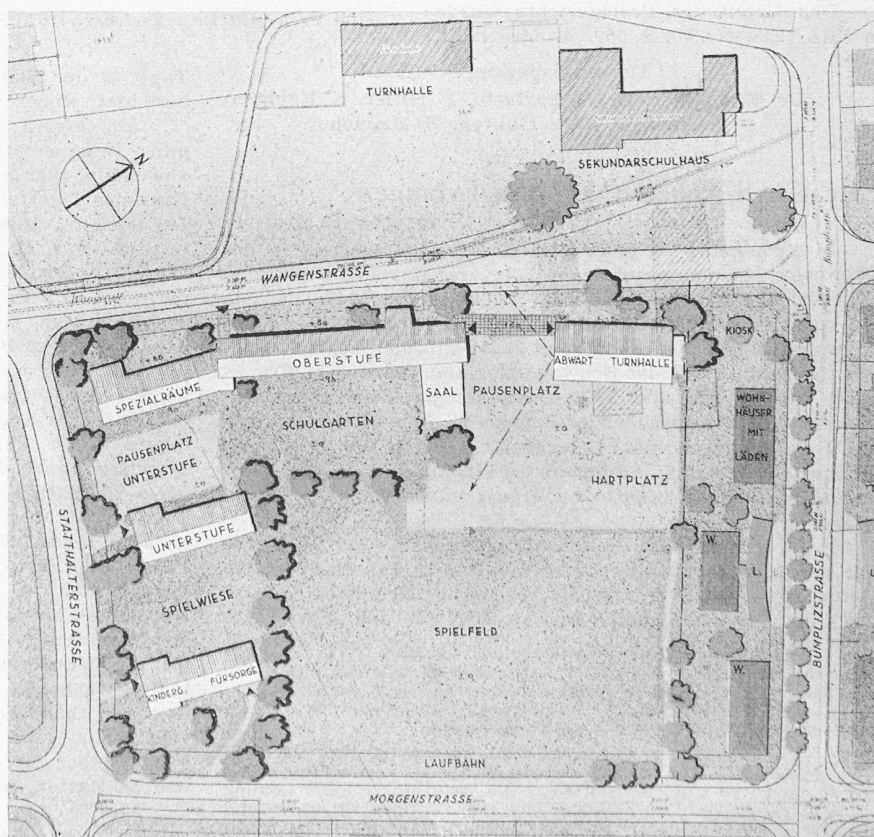 TURNHALLE
SEKUNDARSCHULHAUS
N
WANGENSTRASSE
OBERSTUFE
ABWART TURNHALLE
KIOSK
SPEZIALRÄUME
SAAL
PAUSENPLATZ
SCHULGARTEN
WOHN-
HÄUSER
MIT
LÄDEN
PAUSENPLATZ
UNTERSTUFE
HARTPLATZ
UNTERSTUFE
W.
L.
STATTHALTERSTRASSE
SPIELWIESE
SPIELFELD
BÜMPLIZSTRASSE
KINDERG. FÜRSORGE
W.
LAUFBAHN
MORGENSTRASSE